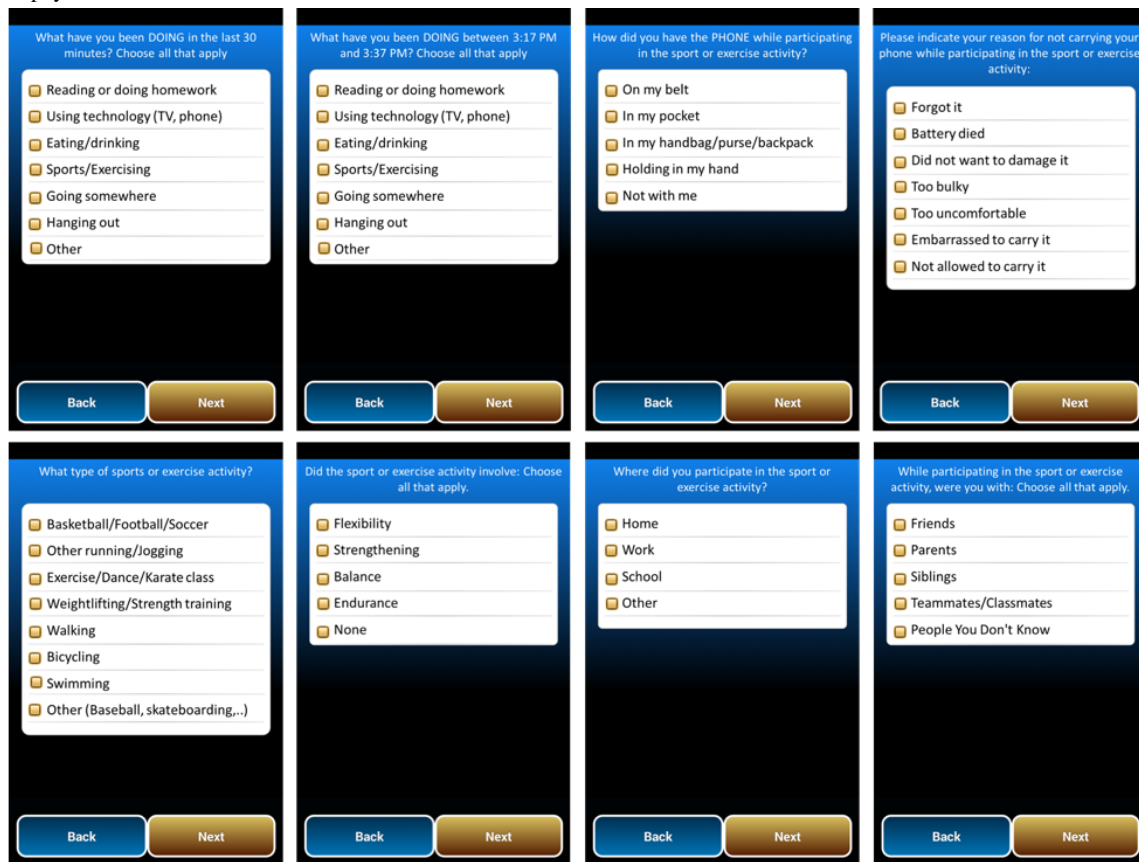 What have you been DOING in the last 30
minutes? Choose all that apply
Reading or doing homework
Using technology (TV, phone)
Eating/drinking
Sports/Exercising
Going somewhere
Hanging out
Other
Back
Next
What have you been DOING between 3:17 PM
and 3:37 PM? Choose all that apply
Reading or doing homework
Using technology (TV, phone)
Eating/drinking
Sports/Exercising
Going somewhere
Hanging out
Other
Back
Next
How did you have the PHONE while participating
in the sport or exercise activity?
On my belt
In my pocket
In my handbag/purse/backpack
Holding in my hand
Not with me
Back
Next
Please indicate your reason for not carrying your
phone while participating in the sport or exercise
activity:
Forgot it
Battery died
Did not want to damage it
Too bulky
Too uncomfortable
Embarrassed to carry it
Not allowed to carry it
Back
Next
What type of sports or exercise activity?
Basketball/Football/Soccer
Other running/Jogging
Exercise/Dance/Karate class
Weightlifting/Strength training
Walking
Bicycling
Swimming
Other (Baseball, skateboarding,..)
Back
Next
Did the sport or exercise activity involve: Choose
all that apply.
Flexibility
Strengthening
Balance
Endurance
None
Back
Next
Where did you participate in the sport or
exercise activity?
Home
Work
School
Other
Back
Next
While participating in the sport or exercise
activity, were you with: Choose all that apply.
Friends
Parents
Siblings
Teammates/Classmates
People You Don't Know
Back
Next